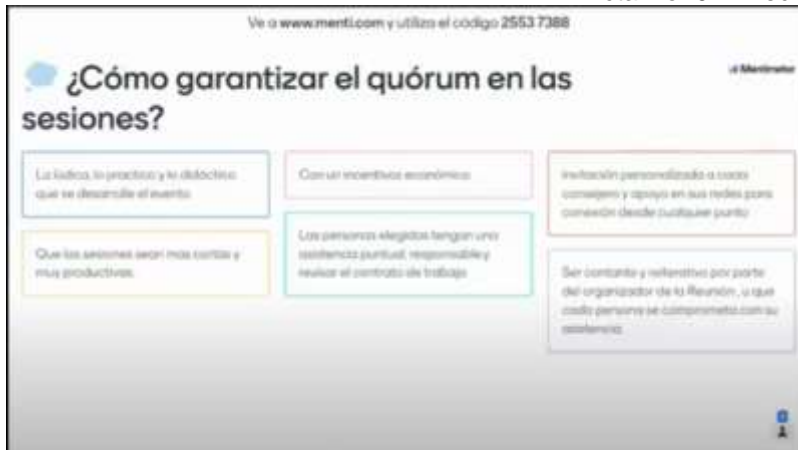 Ve a www.menti.com y utiliza el código 2553 7388
¿Cómo garantizar el quórum en las
sesiones?
Mentimeter
La lúdica, lo practico y lo didáctico
que se desarrolle el evento
Con un incentivos económico
Invitación personalizada a cada
consejero y apoyo en sus redes para
conexión desde cualquier punto
Que las sesiones sean mas cortas y
muy productivas
Las personas elegidas tengan una
asistencia puntual, responsable y
revisar el contrato de trabajo
Ser contante y reiterativo por parte
del organizador de la Reunión, u que
cada persona se comprometa con su
asistencia